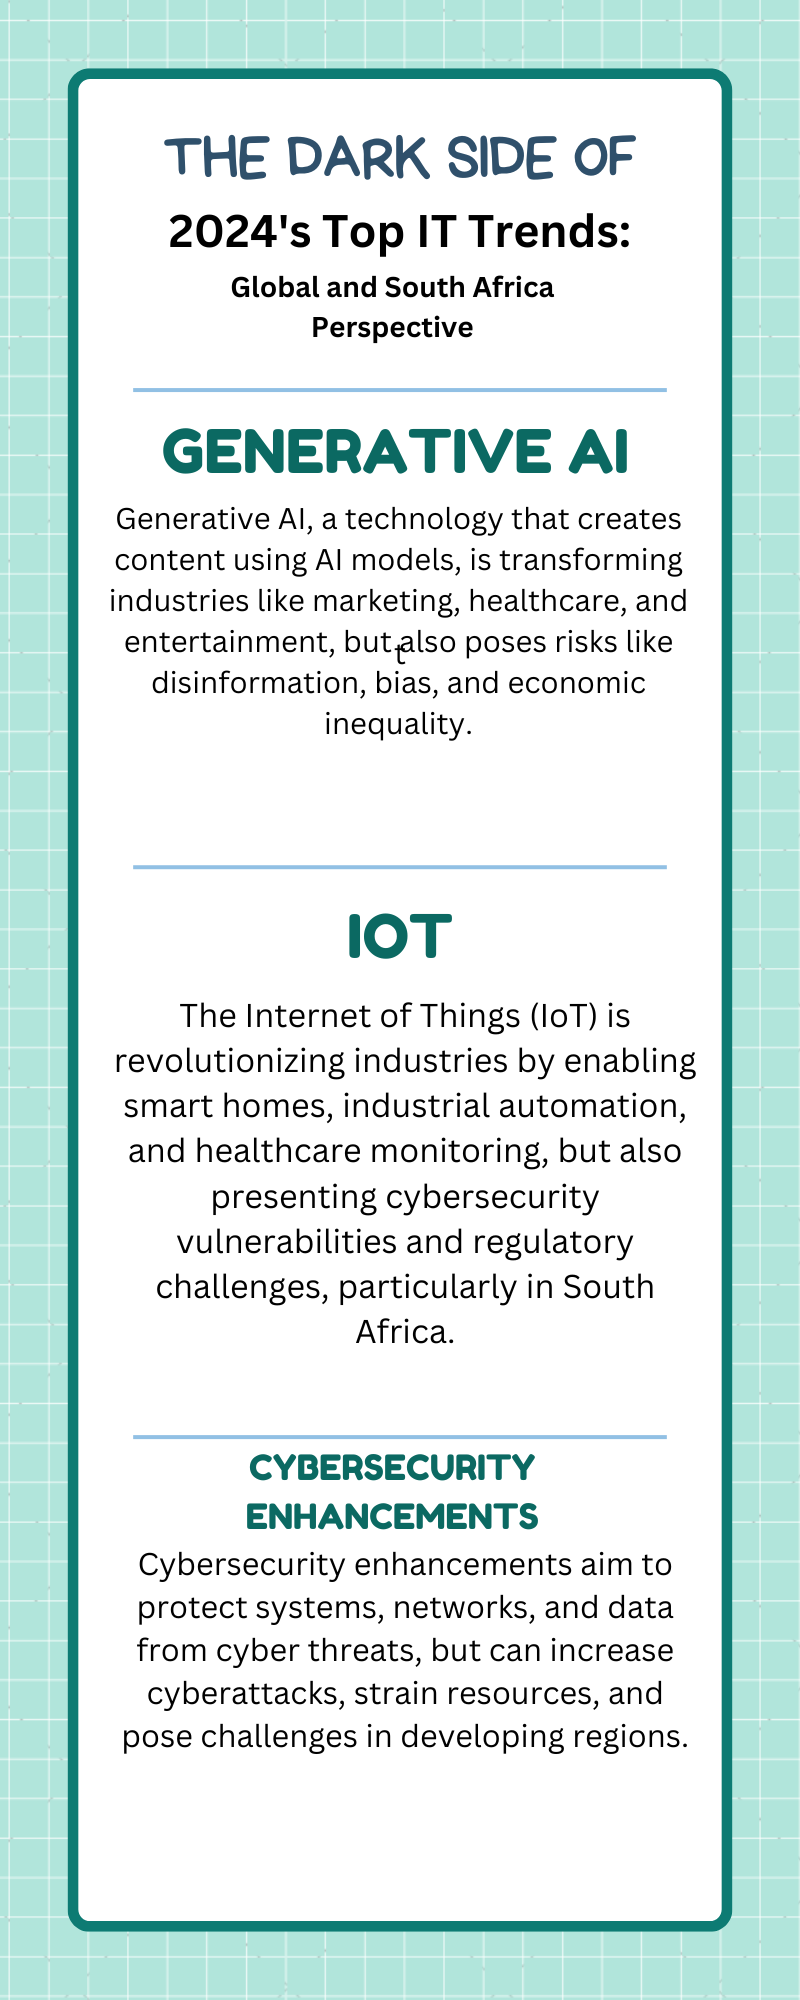 THE DARK SIDE OF
2024's Top IT Trends:
Global and South Africa
Perspective
GENERATIVE AI
Generative AI, a technology that creates
content using AI models, is transforming
industries like marketing, healthcare, and
entertainment, but also poses risks like
t
disinformation, bias, and economic
inequality.
IOT
The Internet of Things (IoT) is
revolutionizing industries by enabling
smart homes, industrial automation,
and healthcare monitoring, but also
presenting cybersecurity
vulnerabilities and regulatory
challenges, particularly in South
Africa.
CYBERSECURITY
ENHANCEMENTS
Cybersecurity enhancements aim to
protect systems, networks, and data
from cyber threats, but can increase
cyberattacks, strain resources, and
pose challenges in developing regions.